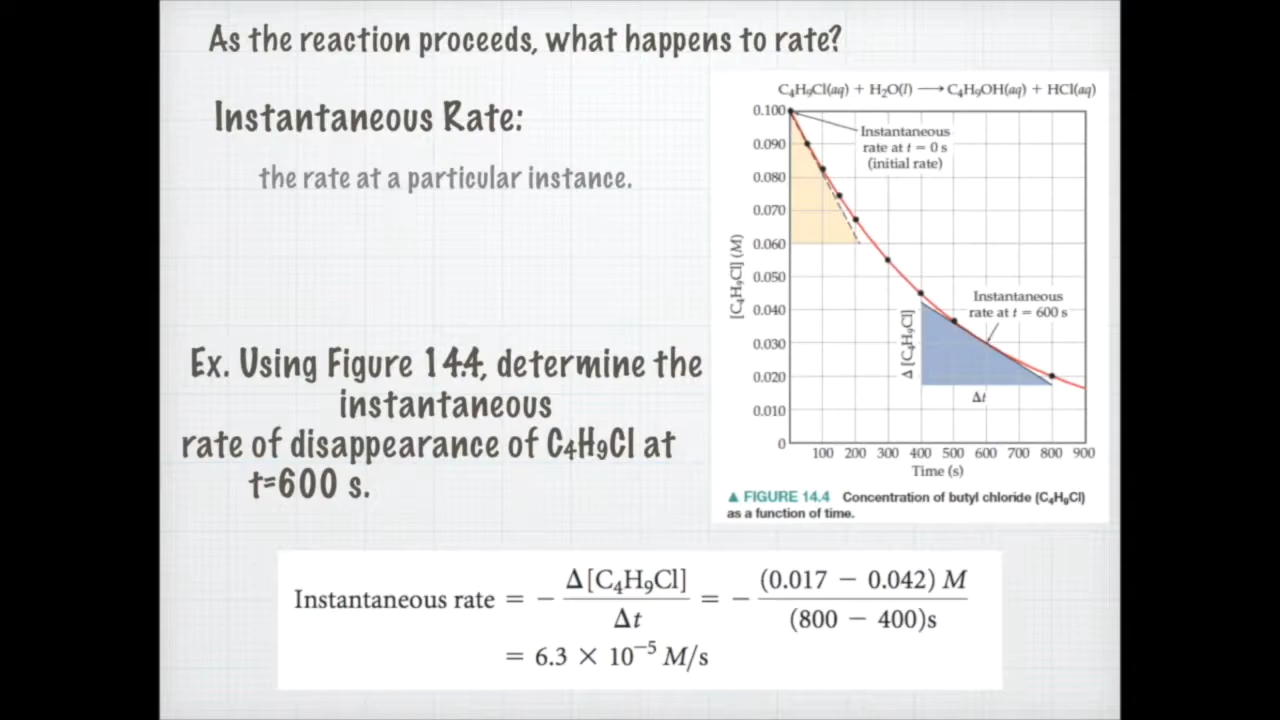 As the reaction proceeds, what happens to rate?
Instantaneous Rate:
the rate at a particular instance.
Ex. Using Figure 14.4, determine the
instantaneous
rate of disappearance of C₄H₉Cl at
t=600 s.
C₄H₉Cl(aq) + H₂O(l) ⟶ C₄H₉OH(aq) + HCl(aq)
0.100
0.090
0.080
0.070
0.060
0.050
0.040
0.030
0.020
0.010
0
[C₄H₉Cl] (M)
Instantaneous
rate at t = 0 s
(initial rate)
Instantaneous
rate at t = 600 s
Δ [C₄H₉Cl]
Δt
100 200 300 400 500 600 700 800 900
Time (s)
▲ FIGURE 14.4 Concentration of butyl chloride (C₄H₉Cl)
as a function of time.
Instantaneous rate = − Δ[C₄H₉Cl] / Δt = − (0.017 − 0.042) M / (800 − 400)s
= 6.3 × 10⁻⁵ M/s